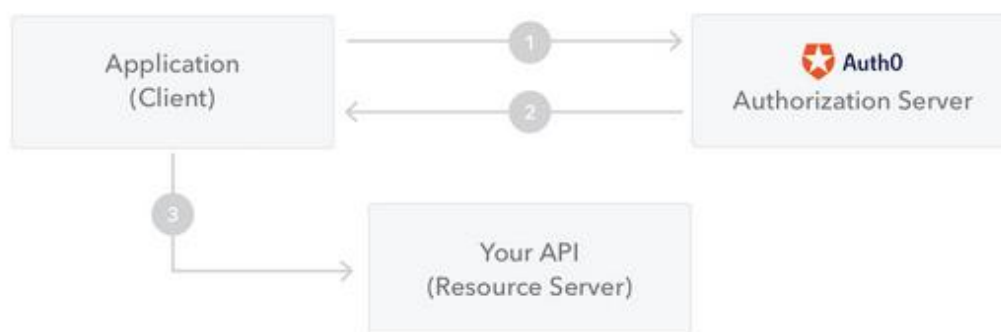 Application
(Client)
1
Auth0
Authorization Server
2
3
Your API
(Resource Server)